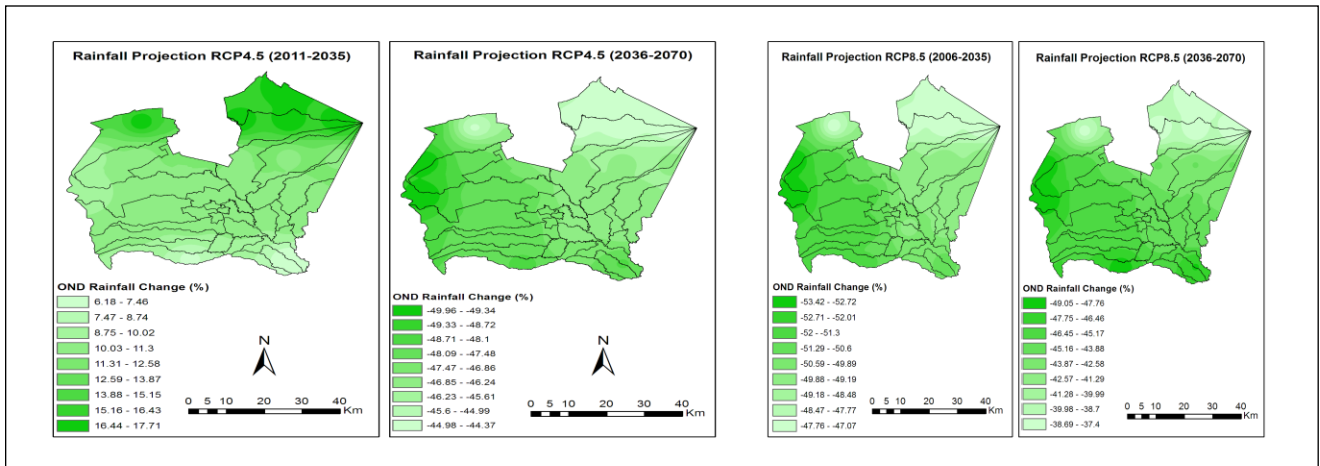 Rainfall Projection RCP4.5 (2011-2035)
OND Rainfall Change (%)
6.18 - 7.46
7.47 - 8.74
8.75 - 10.02
10.03 - 11.3
11.31 - 12.58
12.59 - 13.87
13.88 - 15.15
15.16 - 16.43
16.44 - 17.71
N
0 5 10 20 30 40
Km
Rainfall Projection RCP4.5 (2036-2070)
OND Rainfall Change (%)
-49.96 - -49.34
-49.33 - -48.72
-48.71 - -48.1
-48.09 - -47.48
-47.47 - -46.86
-46.85 - -46.24
-46.23 - -45.61
-45.6 - -44.99
-44.98 - -44.37
N
0 5 10 20 30 40
Km
Rainfall Projection RCP8.5 (2006-2035)
OND Rainfall Change (%)
-53.42 - -52.72
-52.71 - -52.01
-52 - -51.3
-51.29 - -50.6
-50.59 - -49.89
-49.88 - -49.19
-49.18 - -48.48
-48.47 - -47.77
-47.76 - -47.07
N
0 5 10 20 30 40
Km
Rainfall Projection RCP8.5 (2036-2070)
OND Rainfall Change (%)
-49.05 - -47.76
-47.75 - -46.46
-46.45 - -45.17
-45.16 - -43.88
-43.87 - -42.58
-42.57 - -41.29
-41.28 - -39.99
-39.98 - -38.7
-38.69 - -37.4
N
0 5 10 20 30 40
Km